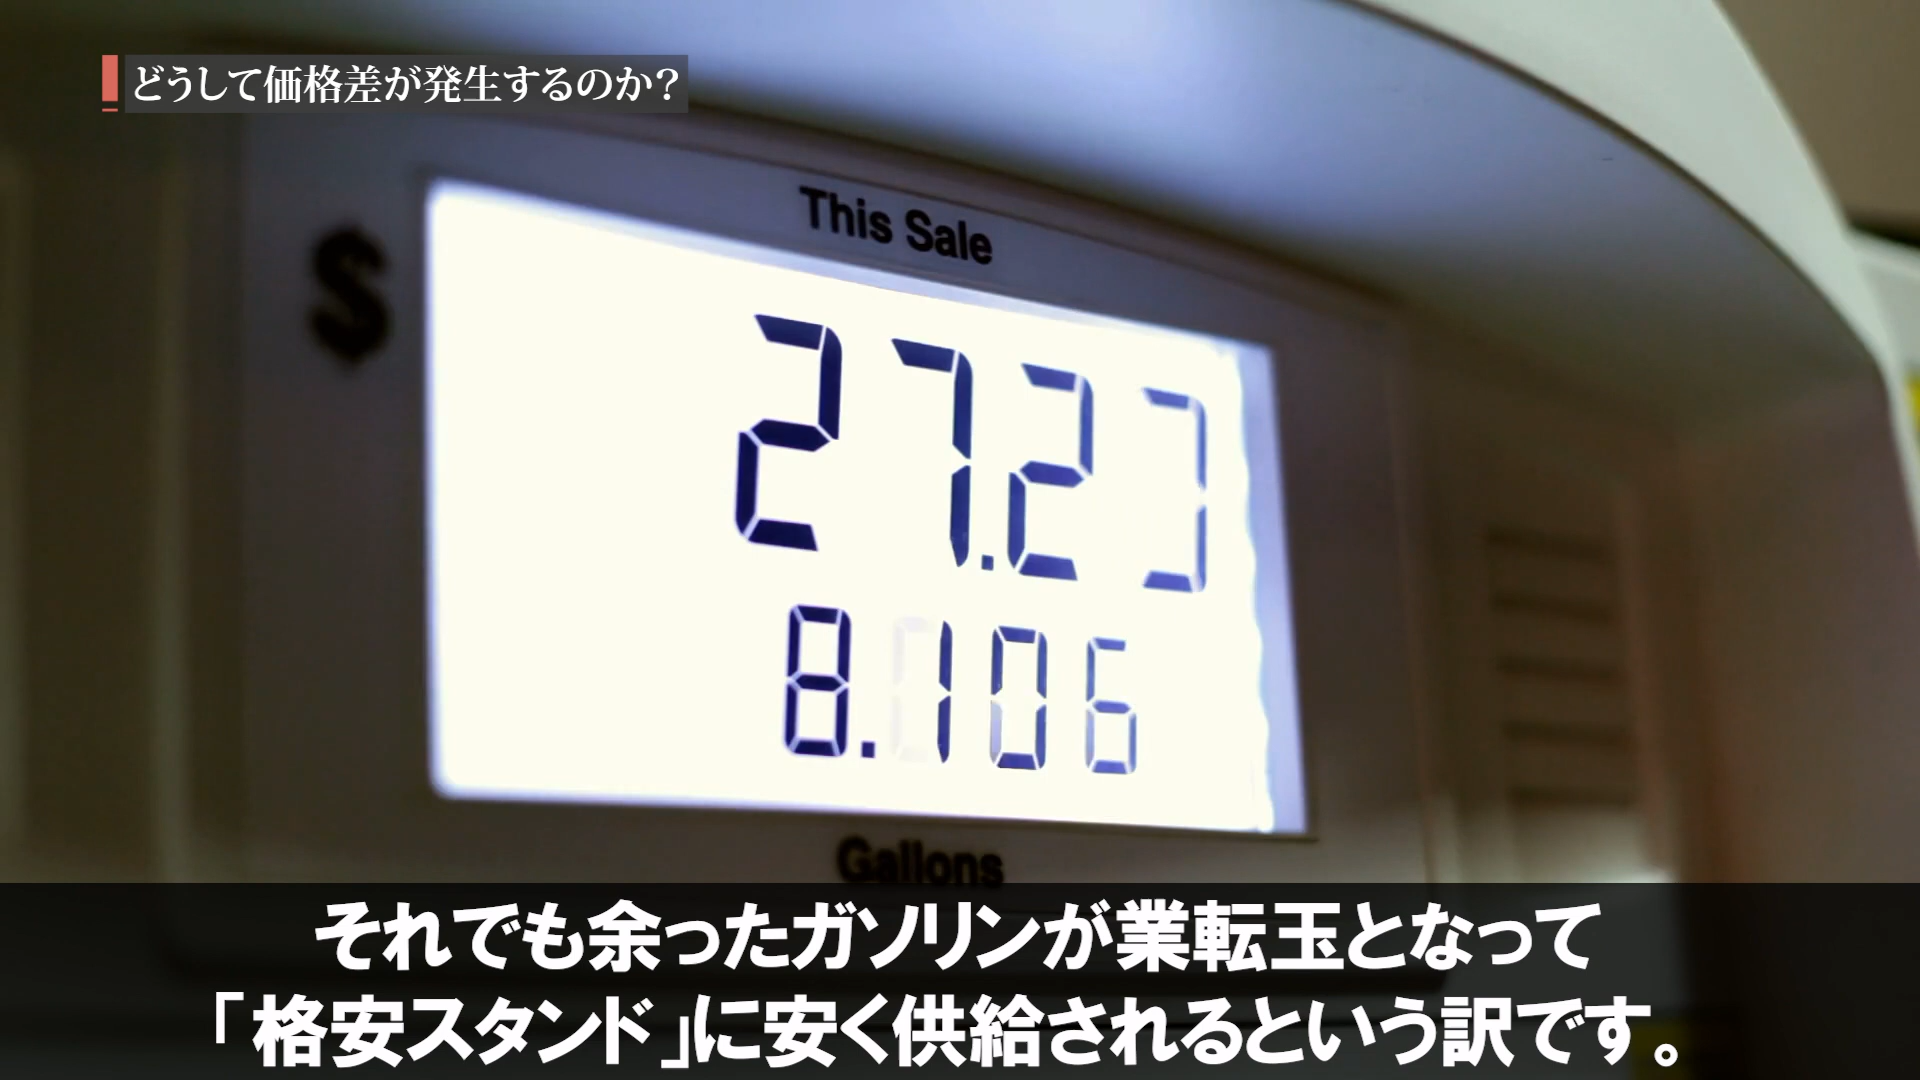 どうして価格差が発生するのか?
This Sale
$
27.23
8.106
Gallons
それでも余ったガソリンが業転玉となって
「格安スタンド」に安く供給されるという訳です。